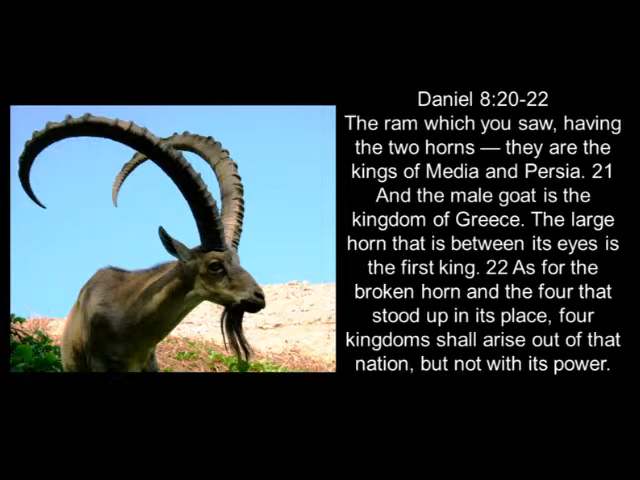 Daniel 8:20-22
The ram which you saw, having
the two horns — they are the
kings of Media and Persia. 21
And the male goat is the
kingdom of Greece. The large
horn that is between its eyes is
the first king. 22 As for the
broken horn and the four that
stood up in its place, four
kingdoms shall arise out of that
nation, but not with its power.